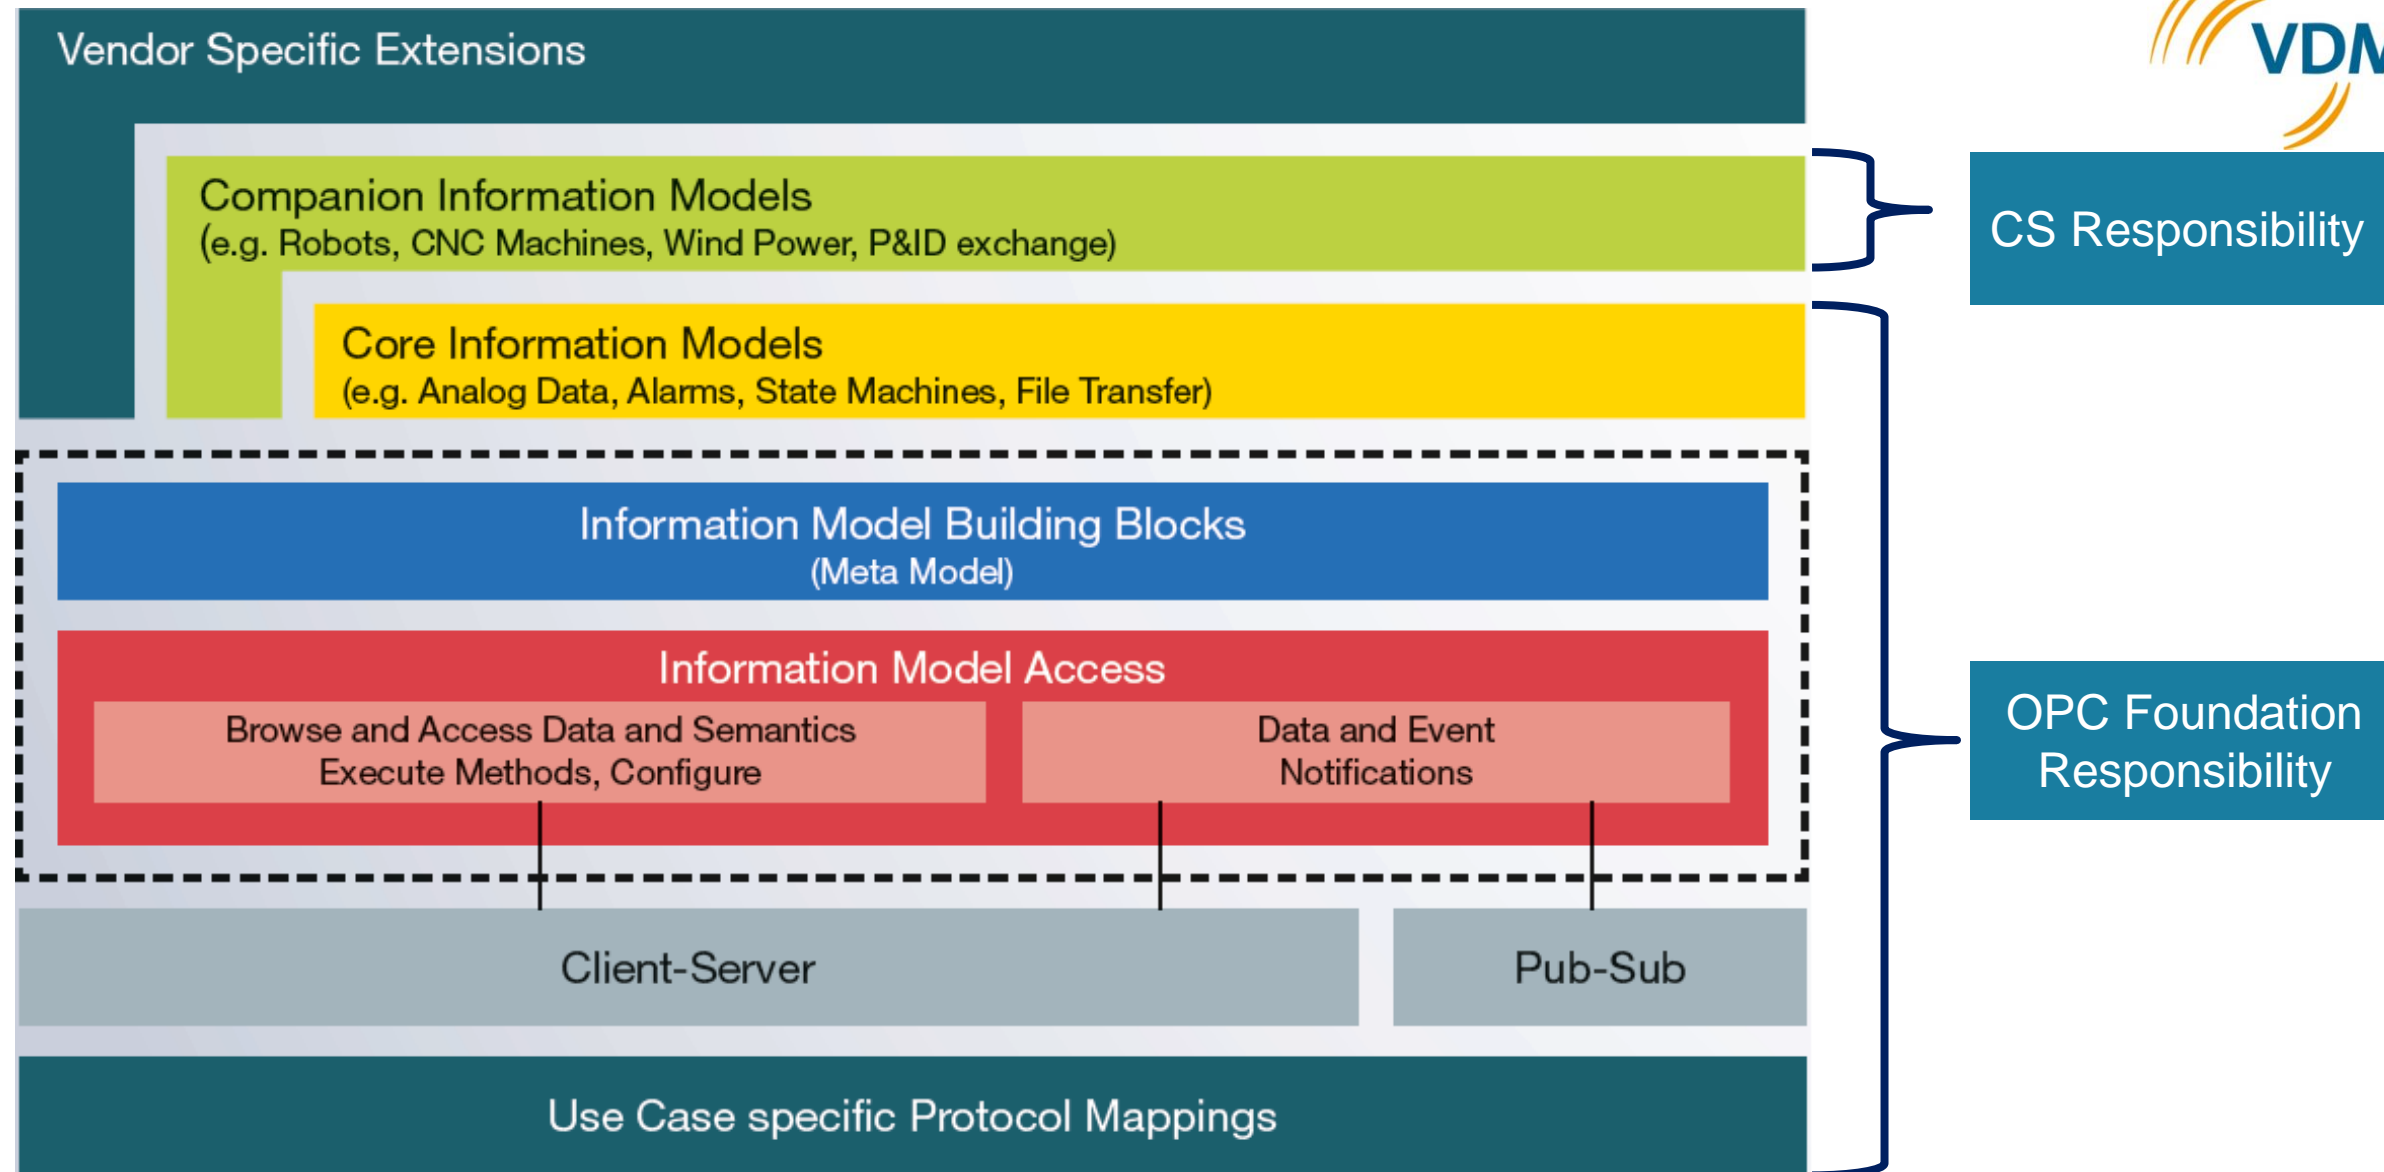 Vendor Specific Extensions
VDM
Companion Information Models
(e.g. Robots, CNC Machines, Wind Power, P&ID exchange)
CS Responsibility
Core Information Models
(e.g. Analog Data, Alarms, State Machines, File Transfer)
Information Model Building Blocks
(Meta Model)
Information Model Access
Browse and Access Data and Semantics
Execute Methods, Configure
Data and Event
Notifications
OPC Foundation
Responsibility
Client-Server
Pub-Sub
Use Case specific Protocol Mappings